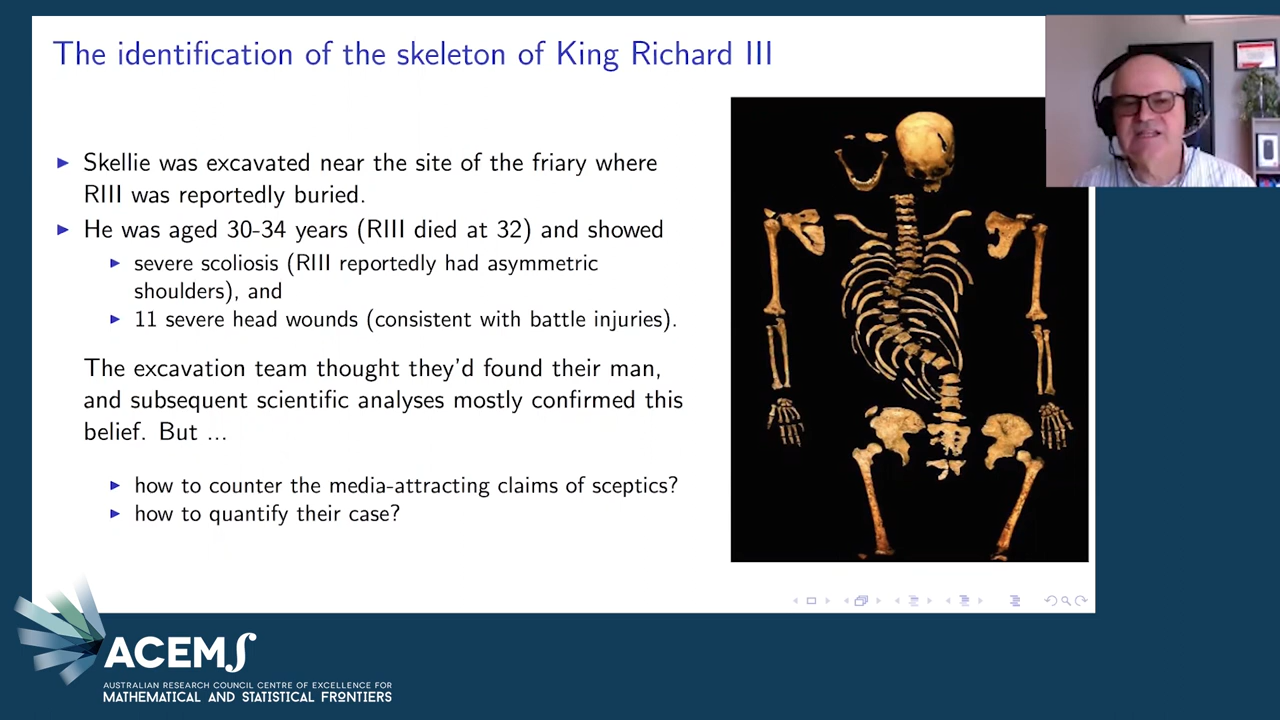 The identification of the skeleton of King Richard III
▶ Skellie was excavated near the site of the friary where
RIII was reportedly buried.
▶ He was aged 30-34 years (RIII died at 32) and showed
▶ severe scoliosis (RIII reportedly had asymmetric
shoulders), and
▶ 11 severe head wounds (consistent with battle injuries).
The excavation team thought they'd found their man,
and subsequent scientific analyses mostly confirmed this
belief. But ...
▶ how to counter the media-attracting claims of sceptics?
▶ how to quantify their case?
ACEMS
AUSTRALIAN RESEARCH COUNCIL CENTRE OF EXCELLENCE FOR
MATHEMATICAL AND STATISTICAL FRONTIERS